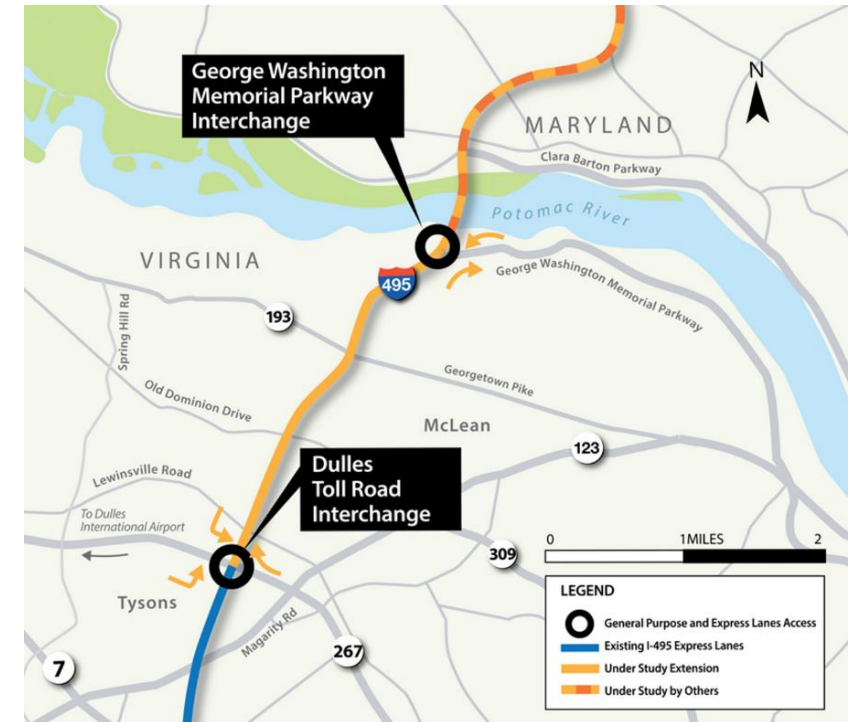 George Washington
Memorial Parkway
Interchange
N
MARYLAND
Clara Barton Parkway
Potomac River
VIRGINIA
495
George Washington Memorial Parkway
193
Spring Hill Rd
Georgetown Pike
Old Dominion Drive
McLean
123
Dulles
Toll Road
Interchange
Lewinsville Road
To Dulles
International Airport
309
0 1MILES 2
Tysons
Magarity Rd
267
7
LEGEND
General Purpose and Express Lanes Access
Existing I-495 Express Lanes
Under Study Extension
Under Study by Others